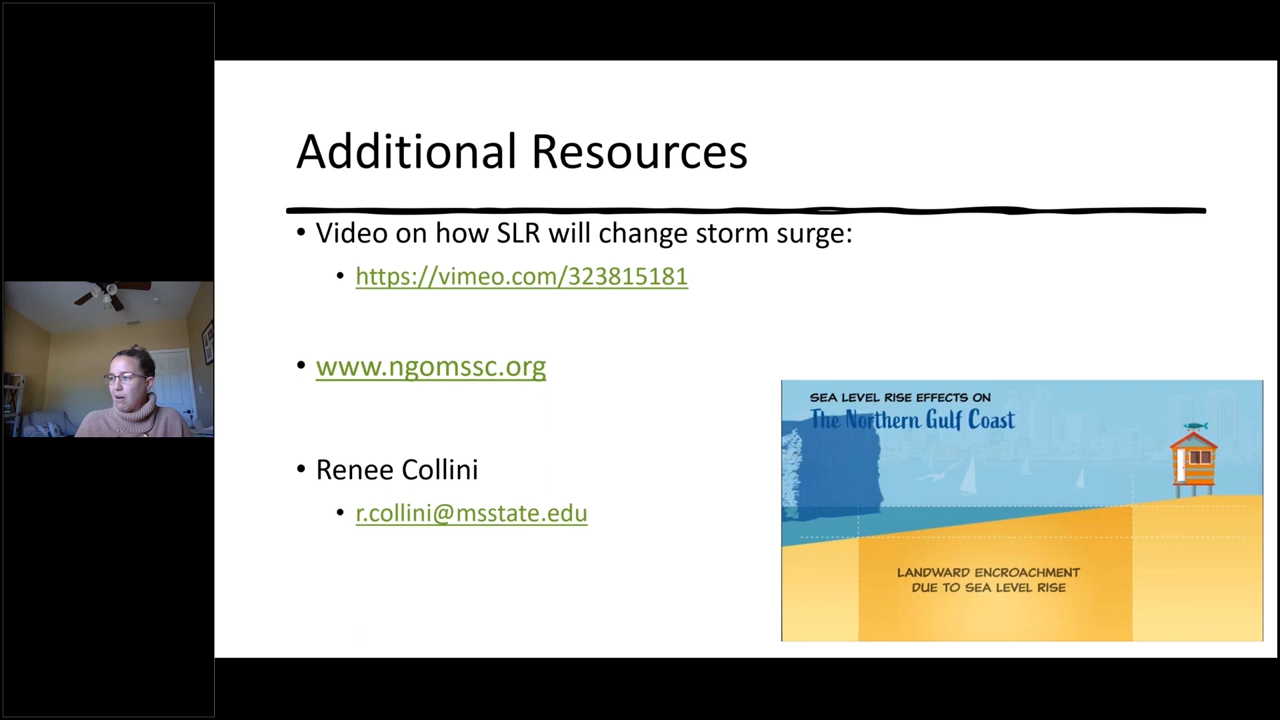 Additional Resources
• Video on how SLR will change storm surge:
• https://vimeo.com/323815181
• www.ngomssc.org
• Renee Collini
• r.collini@msstate.edu
SEA LEVEL RISE EFFECTS ON
The Northern Gulf Coast
LANDWARD ENCROACHMENT
DUE TO SEA LEVEL RISE